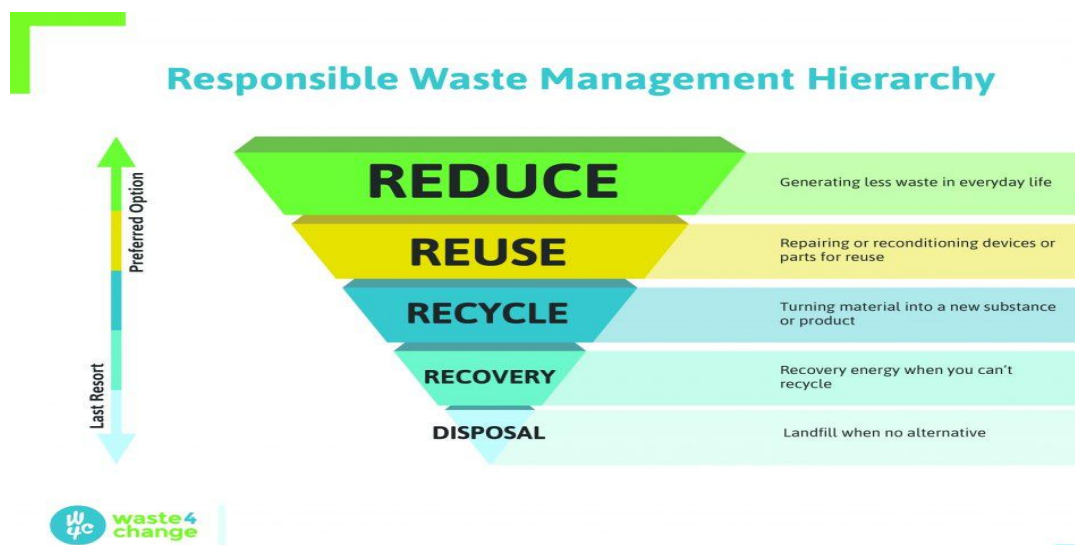 Responsible Waste Management Hierarchy
Preferred Option
Last Resort
REDUCE
Generating less waste in everyday life
REUSE
Repairing or reconditioning devices or
parts for reuse
RECYCLE
Turning material into a new substance
or product
RECOVERY
Recovery energy when you can't
recycle
DISPOSAL
Landfill when no alternative
w4c
waste4
change